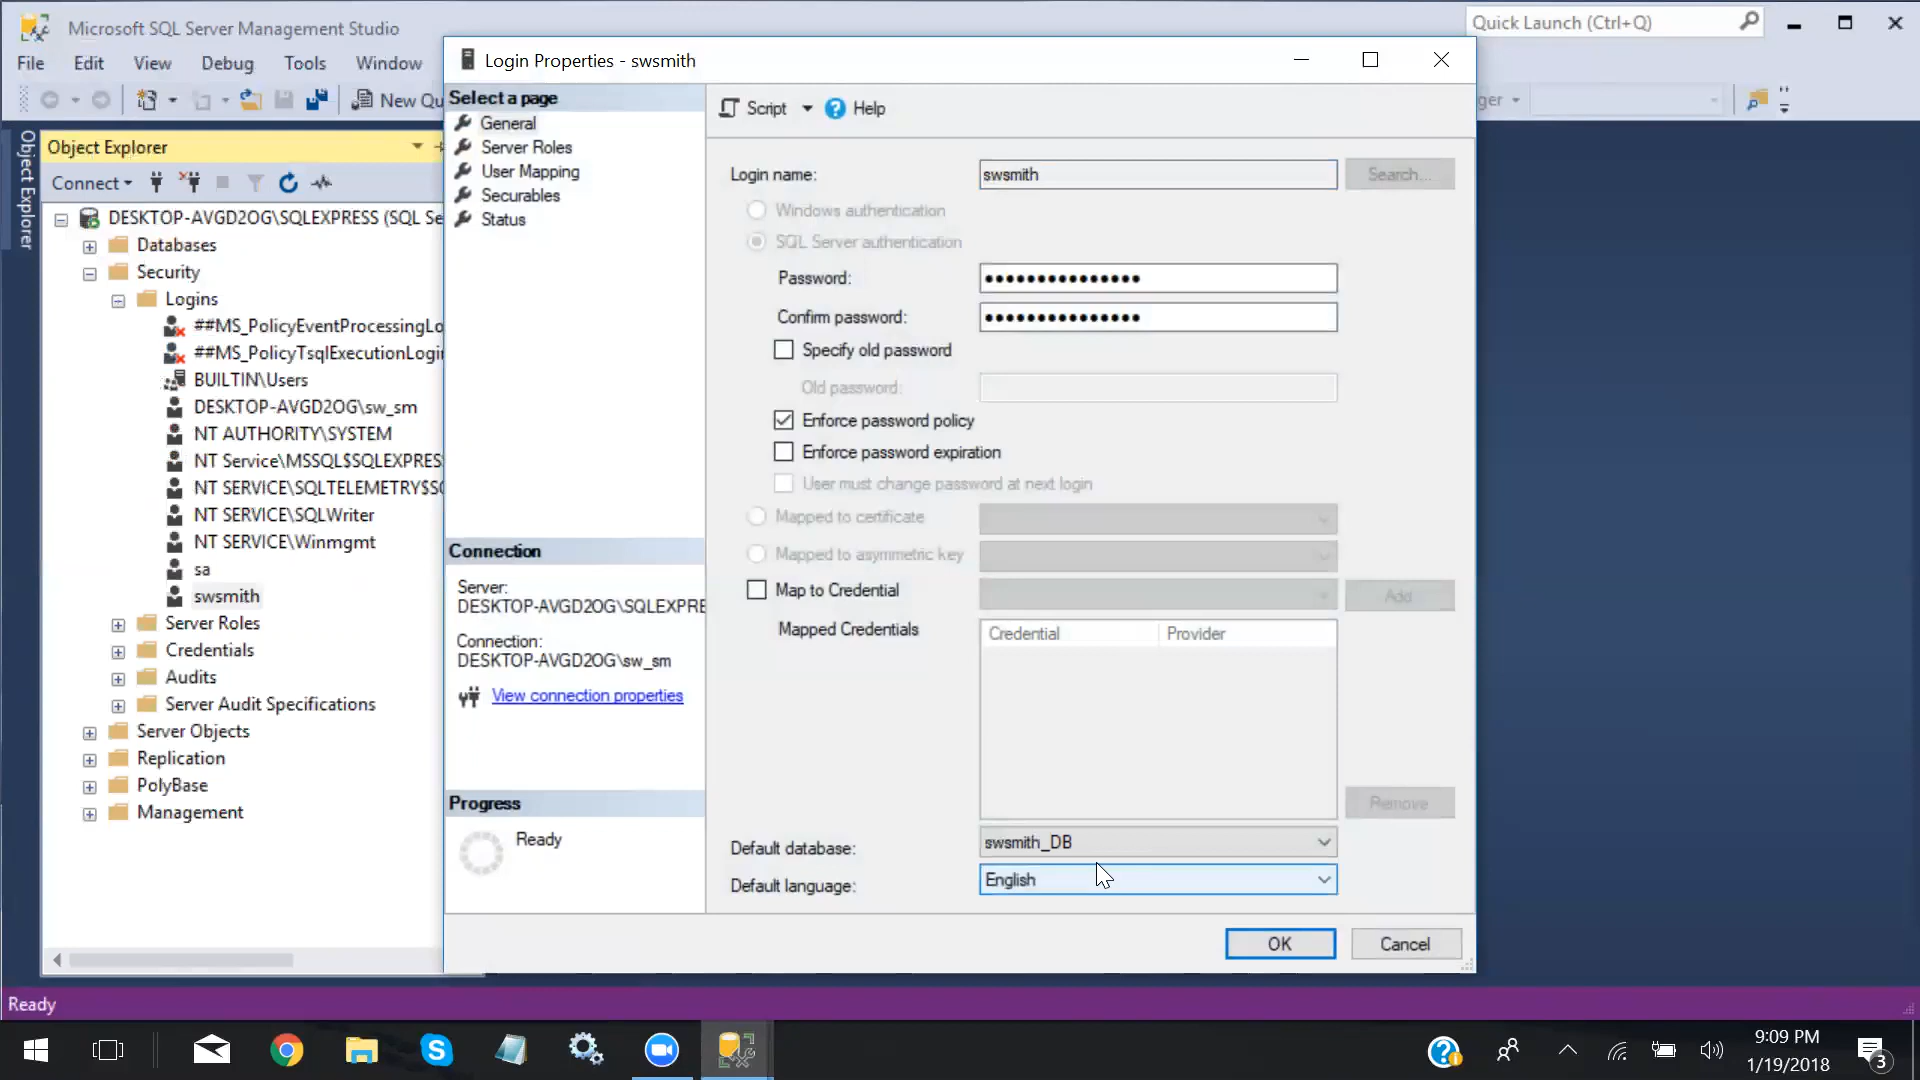 Microsoft SQL Server Management Studio
Quick Launch (Ctrl+Q)
File Edit View Debug Tools Window
New Qu
Object Explorer
Object Explorer
Connect
DESKTOP-AVGD2OG\SQLEXPRESS (SQL Se
Databases
Security
Logins
##MS_PolicyEventProcessingLo
##MS_PolicyTsqlExecutionLogi
BUILTIN\Users
DESKTOP-AVGD2OG\sw_sm
NT AUTHORITY\SYSTEM
NT Service\MSSQL$SQLEXPRES
NT SERVICE\SQLTELEMETRY$SQ
NT SERVICE\SQLWriter
NT SERVICE\Winmgmt
sa
swsmith
Server Roles
Credentials
Audits
Server Audit Specifications
Server Objects
Replication
PolyBase
Management
Login Properties - swsmith
Select a page
General
Server Roles
User Mapping
Securables
Status
Connection
Server:
DESKTOP-AVGD2OG\SQLEXPRE
Connection:
DESKTOP-AVGD2OG\sw_sm
View connection properties
Progress
Ready
Script Help
Login name: swsmith Search...
Windows authentication
SQL Server authentication
Password: ●●●●●●●●●●●●●●●
Confirm password: ●●●●●●●●●●●●●●●
Specify old password
Old password:
Enforce password policy
Enforce password expiration
User must change password at next login
Mapped to certificate
Mapped to asymmetric key
Map to Credential Add
Mapped Credentials Credential Provider
Remove
Default database: swsmith_DB
Default language: English
OK Cancel
ger
Ready
9:09 PM
1/19/2018
3